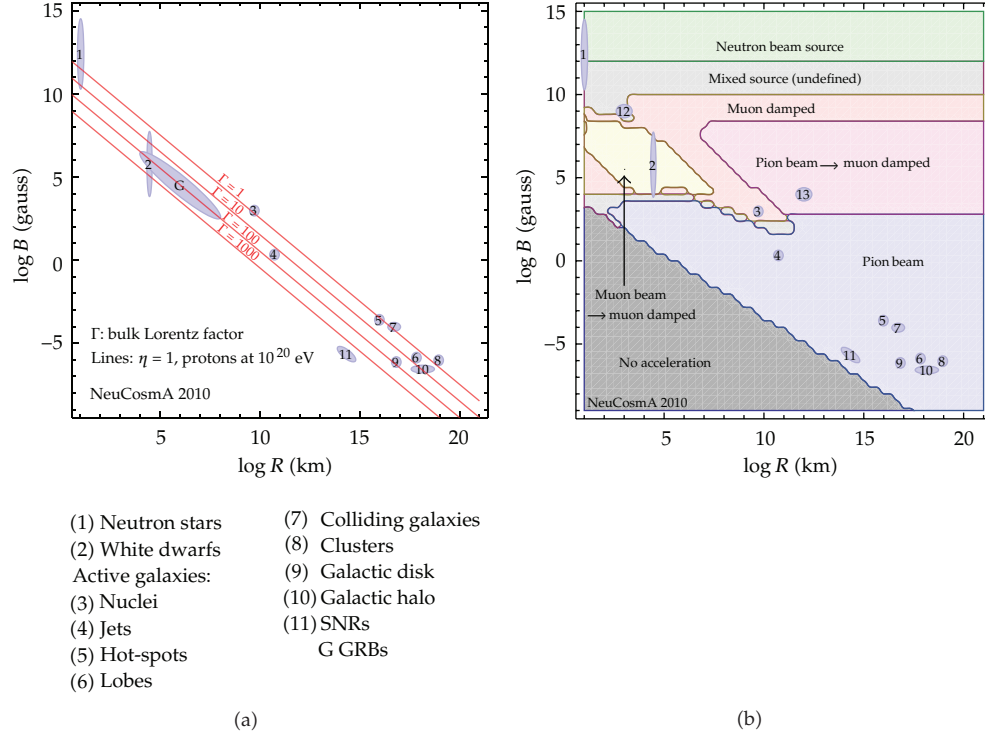 15
10
5
0
−5
log B (gauss)
1
2
G
3
4
5
6
7
8
9
10
11
Γ = 1
Γ = 10
Γ = 100
Γ = 1000
Γ: bulk Lorentz factor
Lines: η = 1, protons at 10^20 eV
NeuCosmA 2010
5
10
15
20
log R (km)
(1) Neutron stars
(2) White dwarfs
Active galaxies:
(3) Nuclei
(4) Jets
(5) Hot-spots
(6) Lobes
(7) Colliding galaxies
(8) Clusters
(9) Galactic disk
(10) Galactic halo
(11) SNRs
G GRBs
(a)
15
10
5
0
−5
log B (gauss)
Neutron beam source
Mixed source (undefined)
Muon damped
Pion beam → muon damped
Pion beam
Muon beam
→ muon damped
No acceleration
NeuCosmA 2010
1
12
2
13
3
4
5
7
11
6
9
8
10
5
10
15
20
log R (km)
(b)